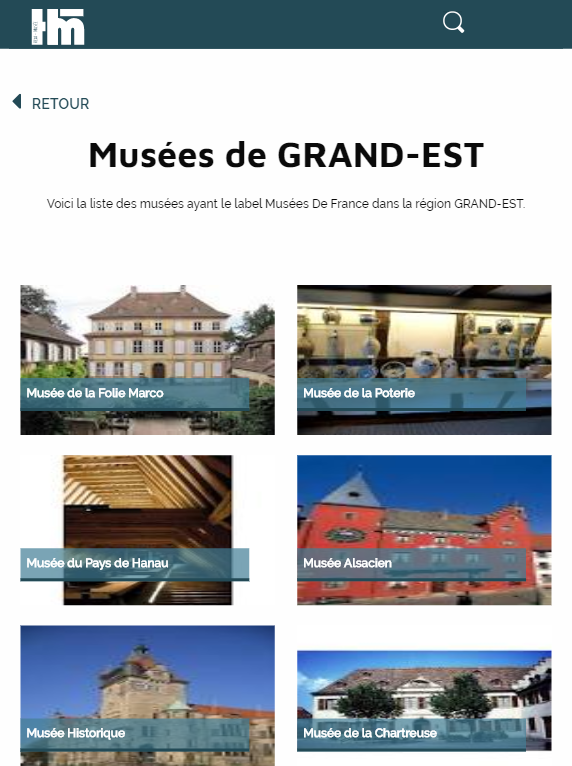 RETOUR
Musées de GRAND-EST
Voici la liste des musées ayant le label Musées De France dans la région GRAND-EST.
Musée de la Folie Marco
Musée de la Poterie
Musée du Pays de Hanau
Musée Alsacien
Musée Historique
Musée de la Chartreuse